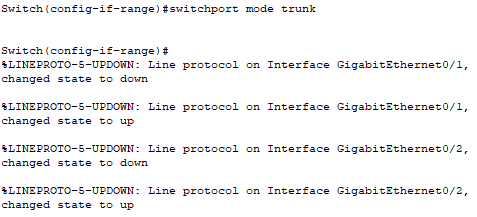 Switch(config-if-range)#switchport mode trunk
Switch(config-if-range)#
%LINEPROTO-5-UPDOWN: Line protocol on Interface GigabitEthernet0/1,
changed state to down
%LINEPROTO-5-UPDOWN: Line protocol on Interface GigabitEthernet0/1,
changed state to up
%LINEPROTO-5-UPDOWN: Line protocol on Interface GigabitEthernet0/2,
changed state to down
%LINEPROTO-5-UPDOWN: Line protocol on Interface GigabitEthernet0/2,
changed state to up